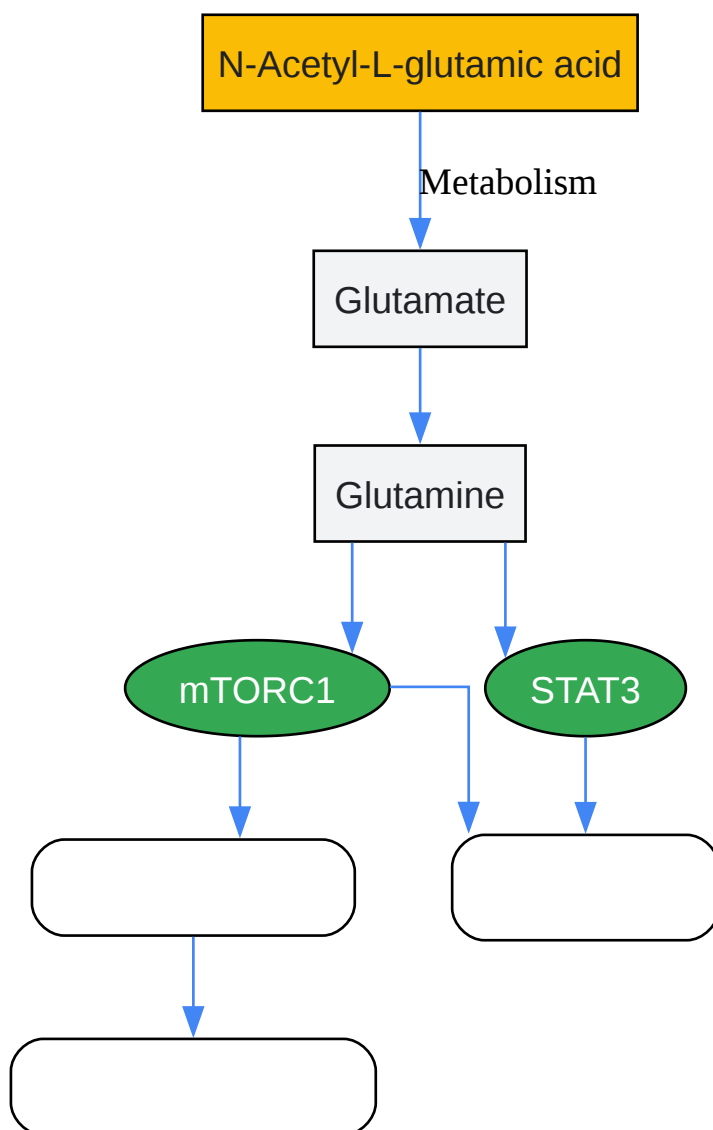 N-Acetyl-L-glutamic acid
Metabolism
Glutamate
Glutamine
mTORC1
STAT3